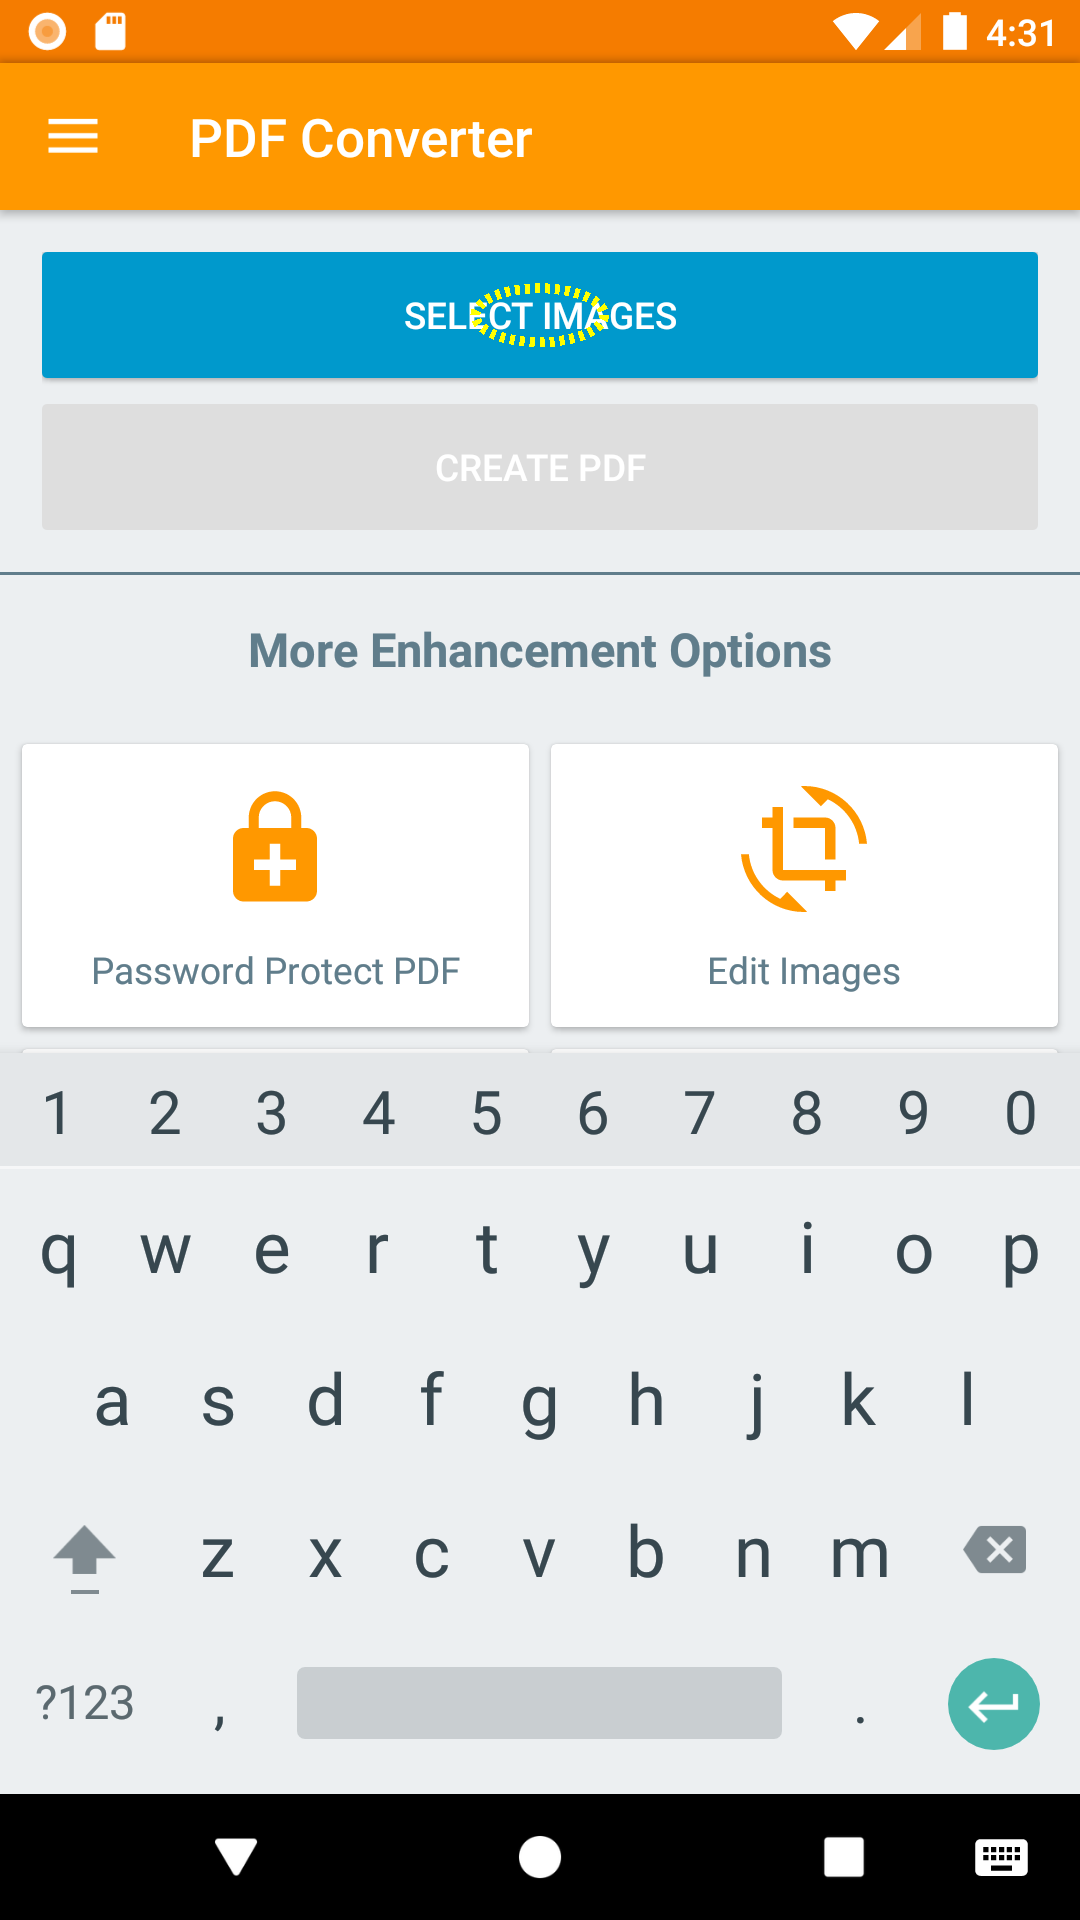 4:31
PDF Converter
SELECT IMAGES
CREATE PDF
More Enhancement Options
Password Protect PDF
Edit Images
1 2 3 4 5 6 7 8 9 0
q w e r t y u i o p
a s d f g h j k l
z x c v b n m
?123 , .